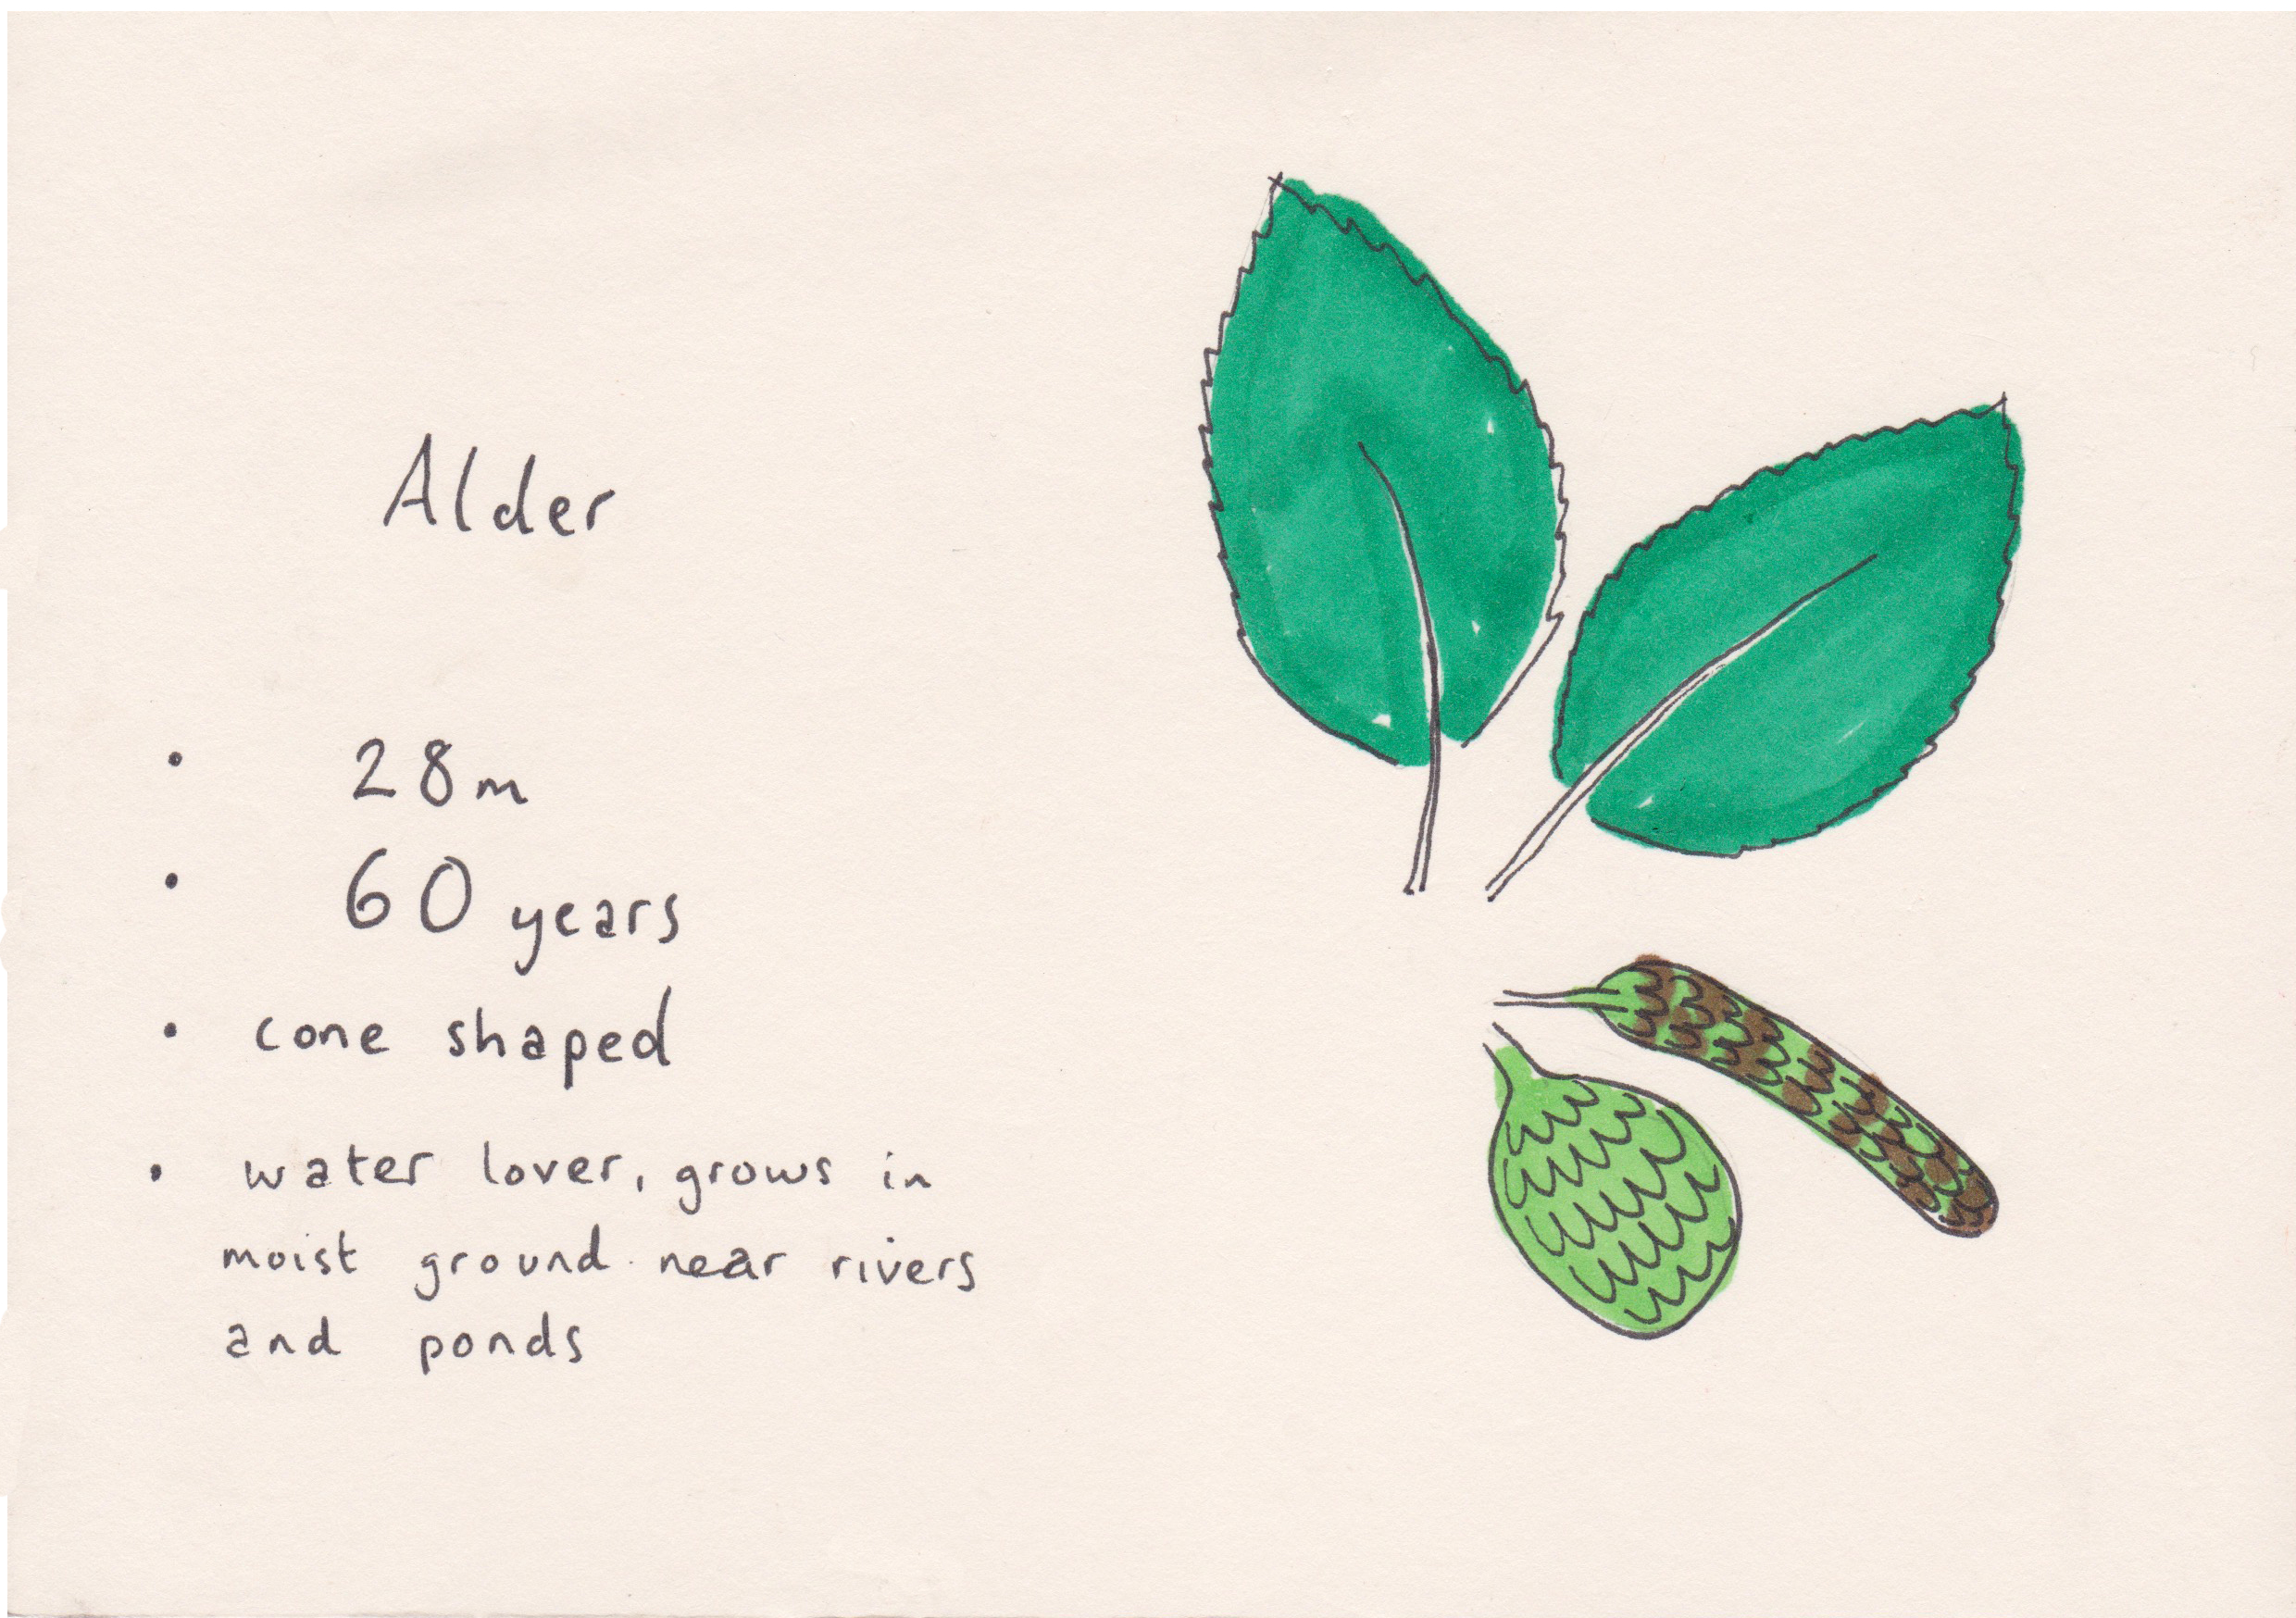 Alder
• 28m
• 60 years
• cone shaped
• water lover, grows in
moist ground near rivers
and ponds